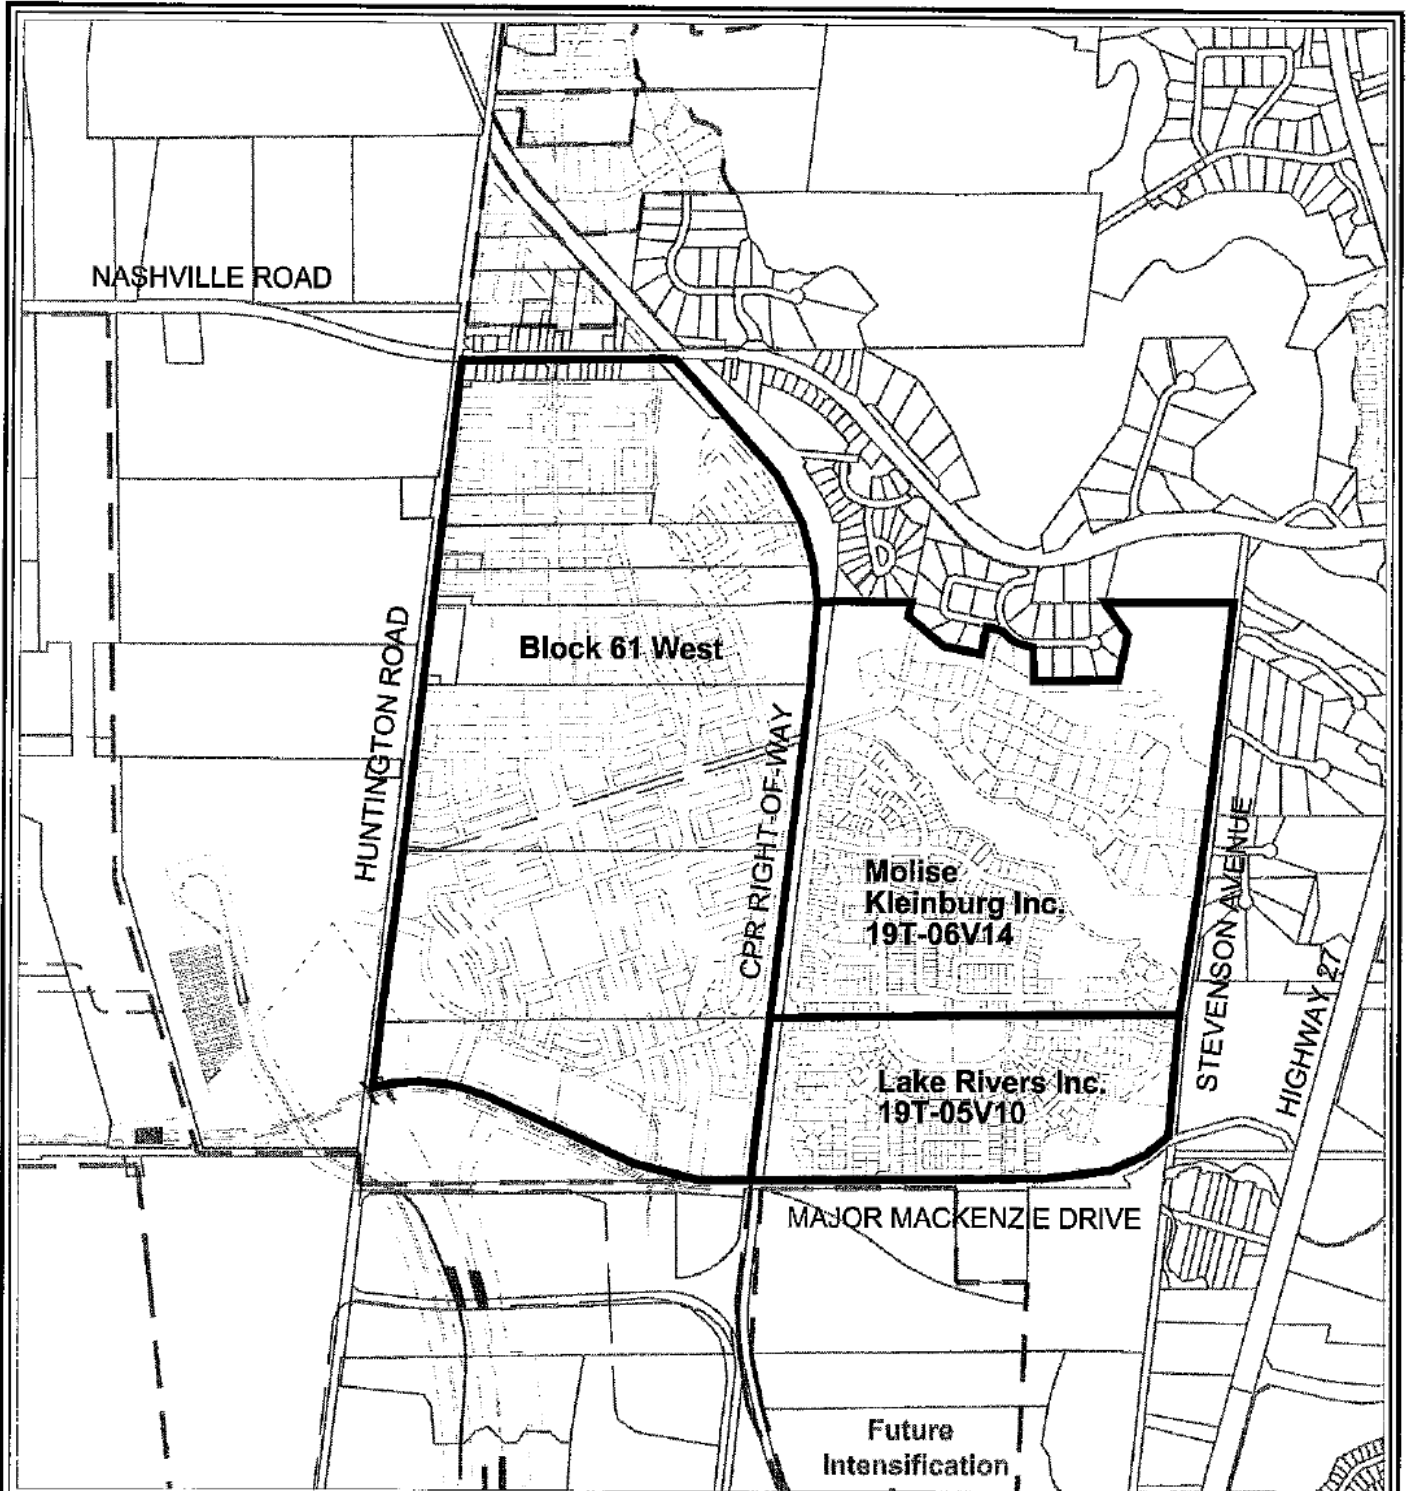 NASHVILLE ROAD
Block 61 West
HUNTINGTON ROAD
CPR RIGHT-OF-WAY
Molise
Kleinburg Inc.
19T-06V14
STEVENSON AVENUE
HIGHWAY 27
Lake Rivers Inc.
19T-05V10
MAJOR MACKENZIE DRIVE
Future
Intensification